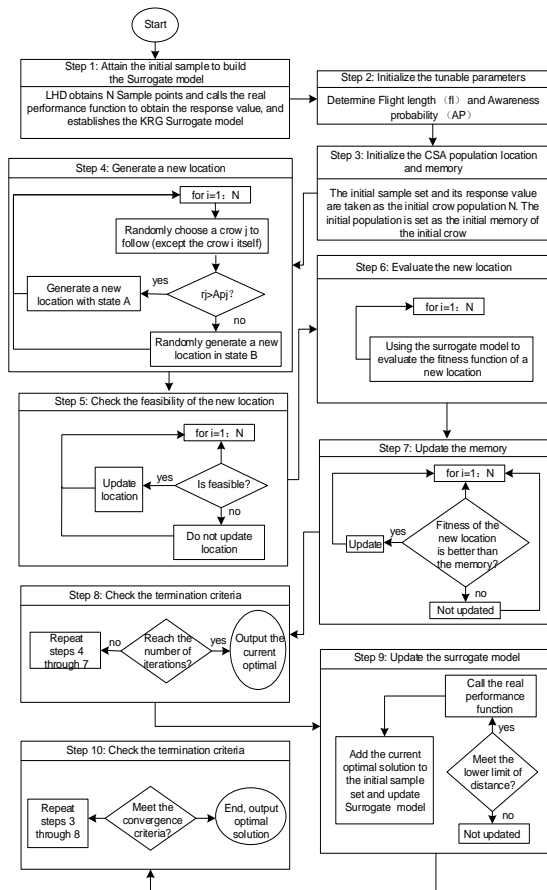 Start
Step 1: Attain the initial sample to build
the Surrogate model
LHD obtains N Sample points and calls the real
performance function to obtain the response value, and
establishes the KRG Surrogate model
Step 2: Initialize the tunable parameters
Determine Flight length （fl）and Awareness
probability （AP）
Step 3: Initialize the CSA population location
and memory
The initial sample set and its response value
are taken as the initial crow population N. The
initial population is set as the initial memory of
the initial crow
Step 4: Generate a new location
for i=1：N
Randomly choose a crow j to
follow (except the crow i itself)
Generate a new
location with state A
yes
rj>Apj?
no
Randomly generate a new
location in state B
Step 5: Check the feasibility of the new location
for i=1：N
Update
location
yes
Is feasible?
no
Do not update
location
Step 6: Evaluate the new location
for i=1：N
Using the surrogate model to
evaluate the fitness function of a
new location
Step 7: Update the memory
for i=1：N
Update
yes
Fitness of the
new location
is better than
the memory?
no
Not updated
Step 8: Check the termination criteria
Repeat
steps 4
through 7
no
Reach the
number of
iterations?
yes
Output the
current
optimal
Step 9: Update the surrogate model
Call the real
performance
function
yes
Add the current
optimal solution to
the initial sample
set and update
Surrogate model
Meet the
lower limit of
distance?
no
Not updated
Step 10: Check the termination criteria
Repeat
steps 3
through 8
Meet the
convergence
criteria?
End, output
optimal
solution